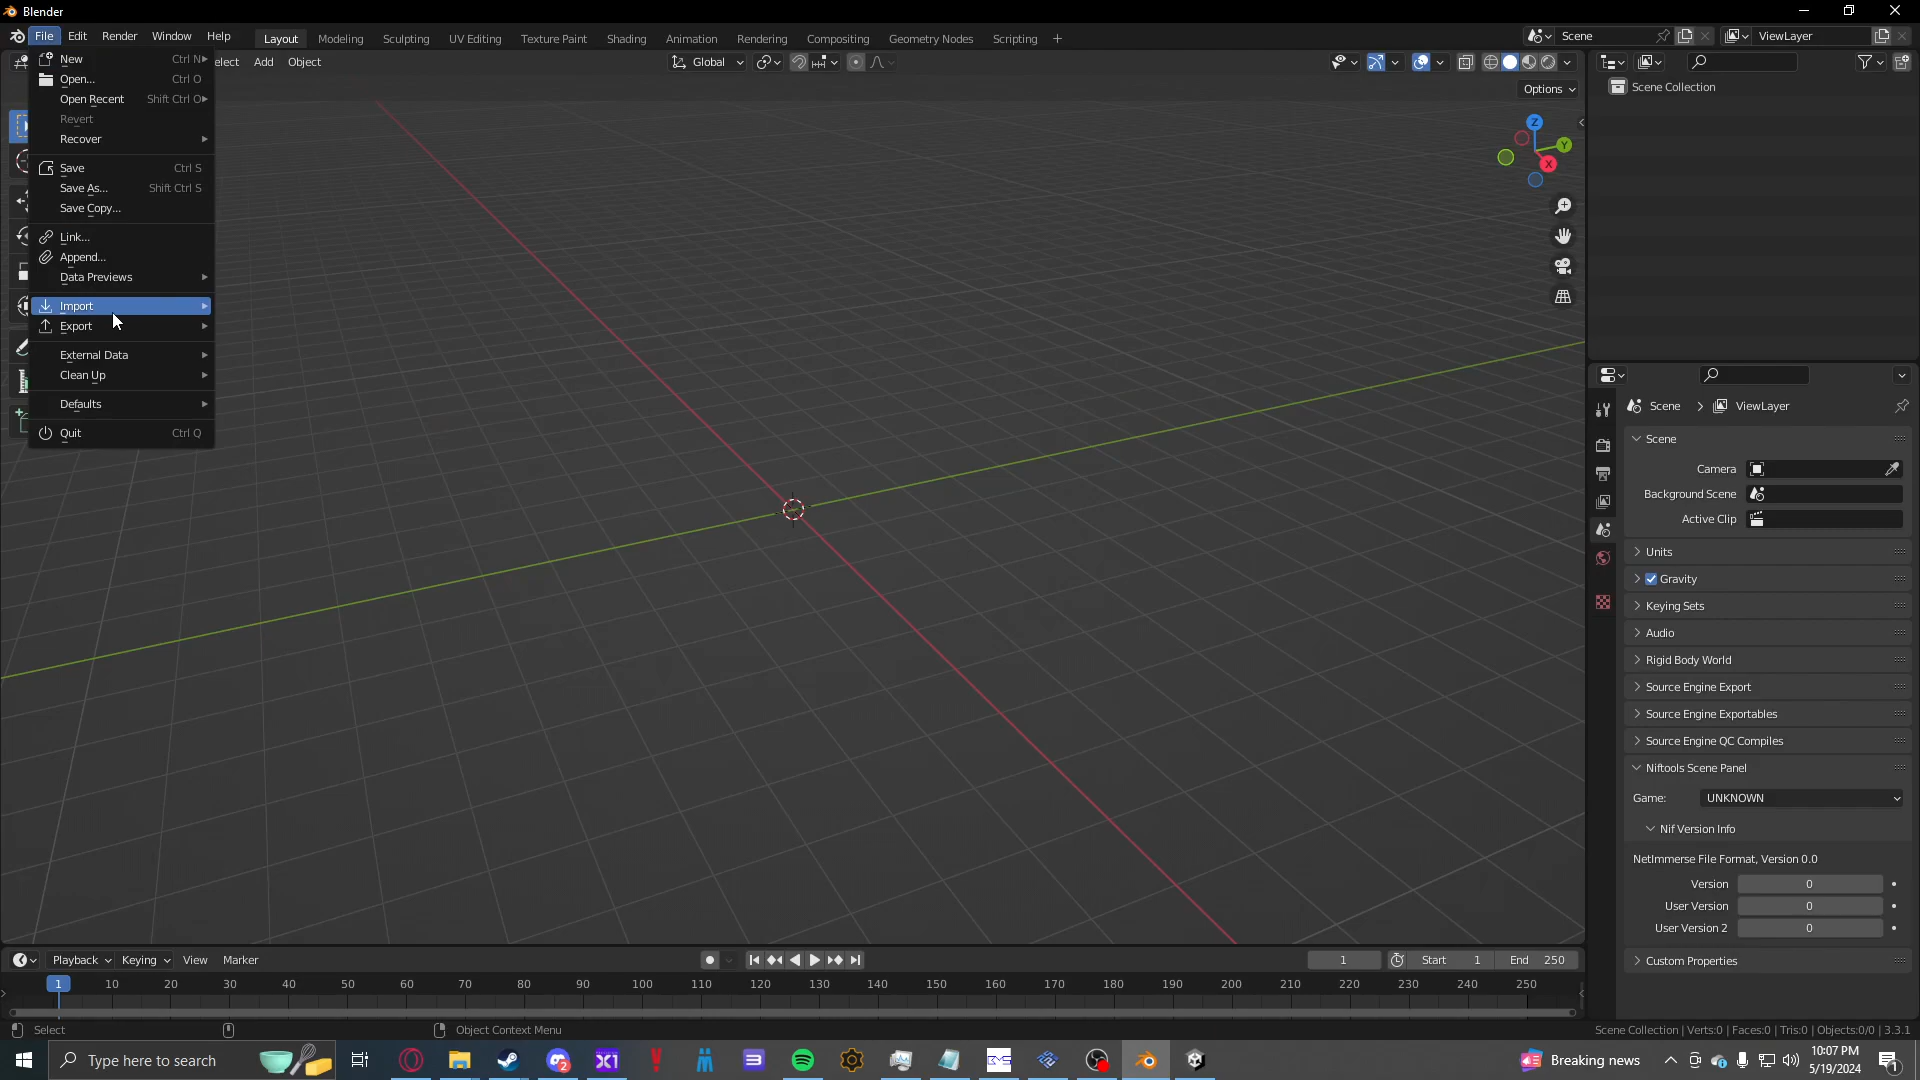 Blender
File Edit Render Window Help Layout Modeling Sculpting UV Editing Texture Paint Shading Animation Rendering Compositing Geometry Nodes Scripting + Scene ViewLayer
elect Add Object Global
Options
New Ctrl N
Open... Ctrl O
Open Recent Shift Ctrl O
Revert
Recover
Save Ctrl S
Save As... Shift Ctrl S
Save Copy...
Link...
Append...
Data Previews
Import
Export
External Data
Clean Up
Defaults
Quit Ctrl Q
Z
Y
X
Scene Collection
Scene > ViewLayer
Scene
Camera
Background Scene
Active Clip
Units
Gravity
Keying Sets
Audio
Rigid Body World
Source Engine Export
Source Engine Exportables
Source Engine QC Compiles
Niftools Scene Panel
Game: UNKNOWN
Nif Version Info
NetImmerse File Format, Version 0.0
Version 0
User Version 0
User Version 2 0
Custom Properties
Playback Keying View Marker 1 Start 1 End 250
1 10 20 30 40 50 60 70 80 90 100 110 120 130 140 150 160 170 180 190 200 210 220 230 240 250
Select Object Context Menu Scene Collection | Verts:0 | Faces:0 | Tris:0 | Objects:0/0 | 3.3.1
Type here to search Breaking news 10:07 PM
5/19/2024